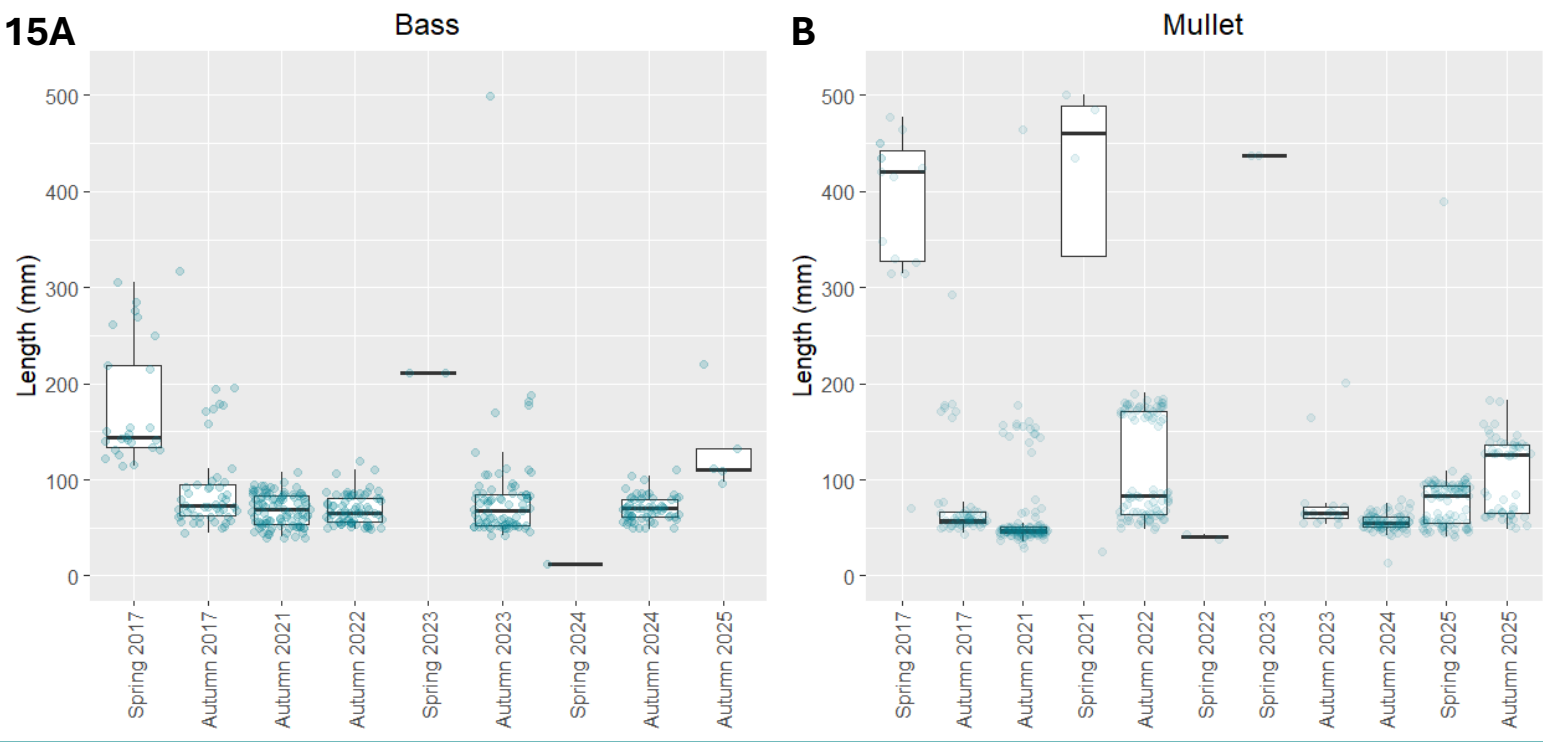 15A
Bass
Length (mm)
500
400
300
200
100
0
Spring 2017
Autumn 2017
Autumn 2021
Autumn 2022
Spring 2023
Autumn 2023
Spring 2024
Autumn 2024
Autumn 2025
B
Mullet
Length (mm)
500
400
300
200
100
0
Spring 2017
Autumn 2017
Autumn 2021
Spring 2021
Autumn 2022
Spring 2022
Spring 2023
Autumn 2023
Autumn 2024
Spring 2025
Autumn 2025